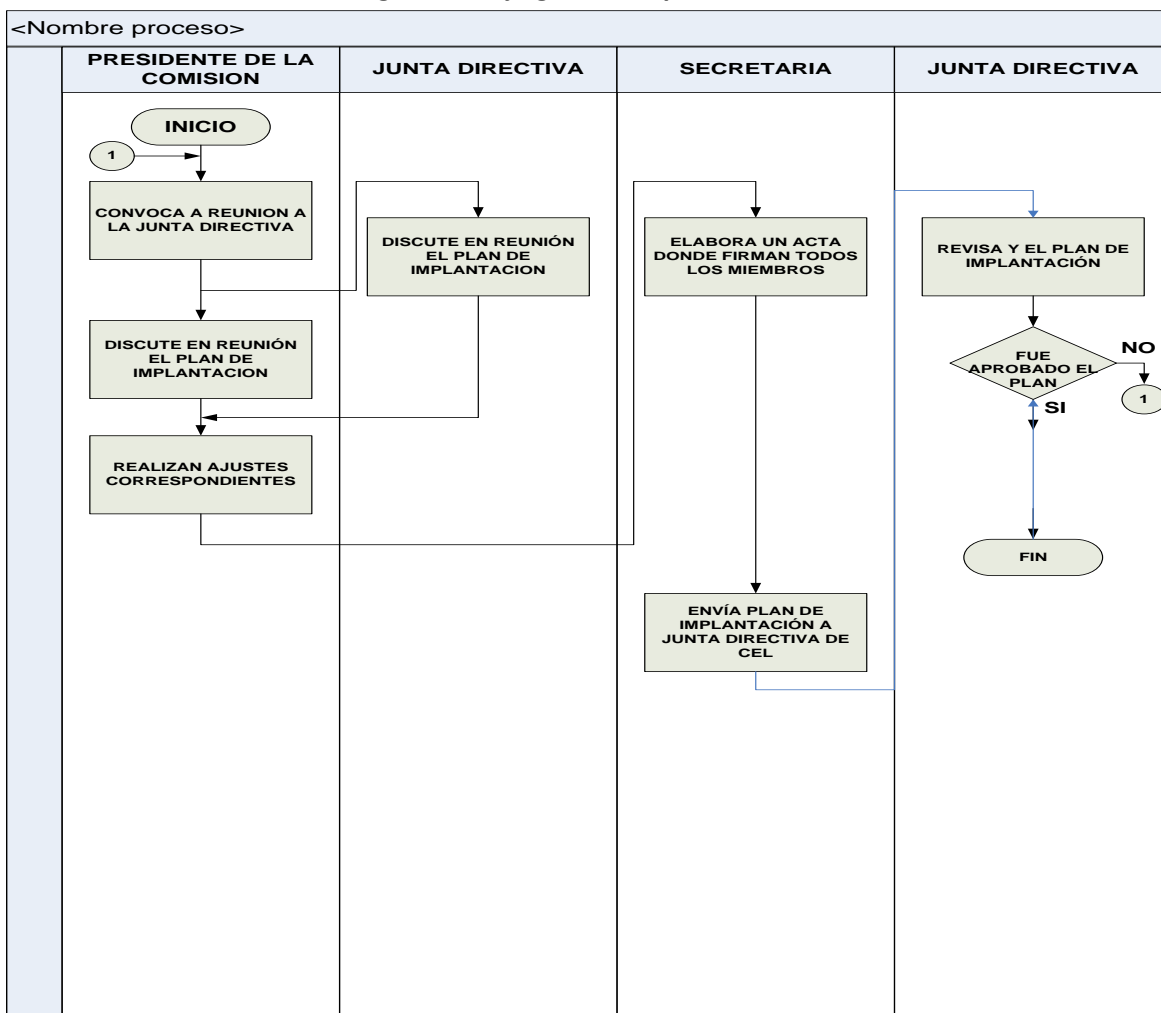 <Nombre proceso>
PRESIDENTE DE LA
COMISION
JUNTA DIRECTIVA
SECRETARIA
JUNTA DIRECTIVA
INICIO
1
CONVOCA A REUNION A
LA JUNTA DIRECTIVA
DISCUTE EN REUNIÓN
EL PLAN DE
IMPLANTACION
REALIZAN AJUSTES
CORRESPONDIENTES
DISCUTE EN REUNIÓN
EL PLAN DE
IMPLANTACION
ELABORA UN ACTA
DONDE FIRMAN TODOS
LOS MIEMBROS
ENVÍA PLAN DE
IMPLANTACIÓN A
JUNTA DIRECTIVA DE
CEL
REVISA Y EL PLAN DE
IMPLANTACIÓN
FUE
APROBADO EL
PLAN
NO
1
SI
FIN